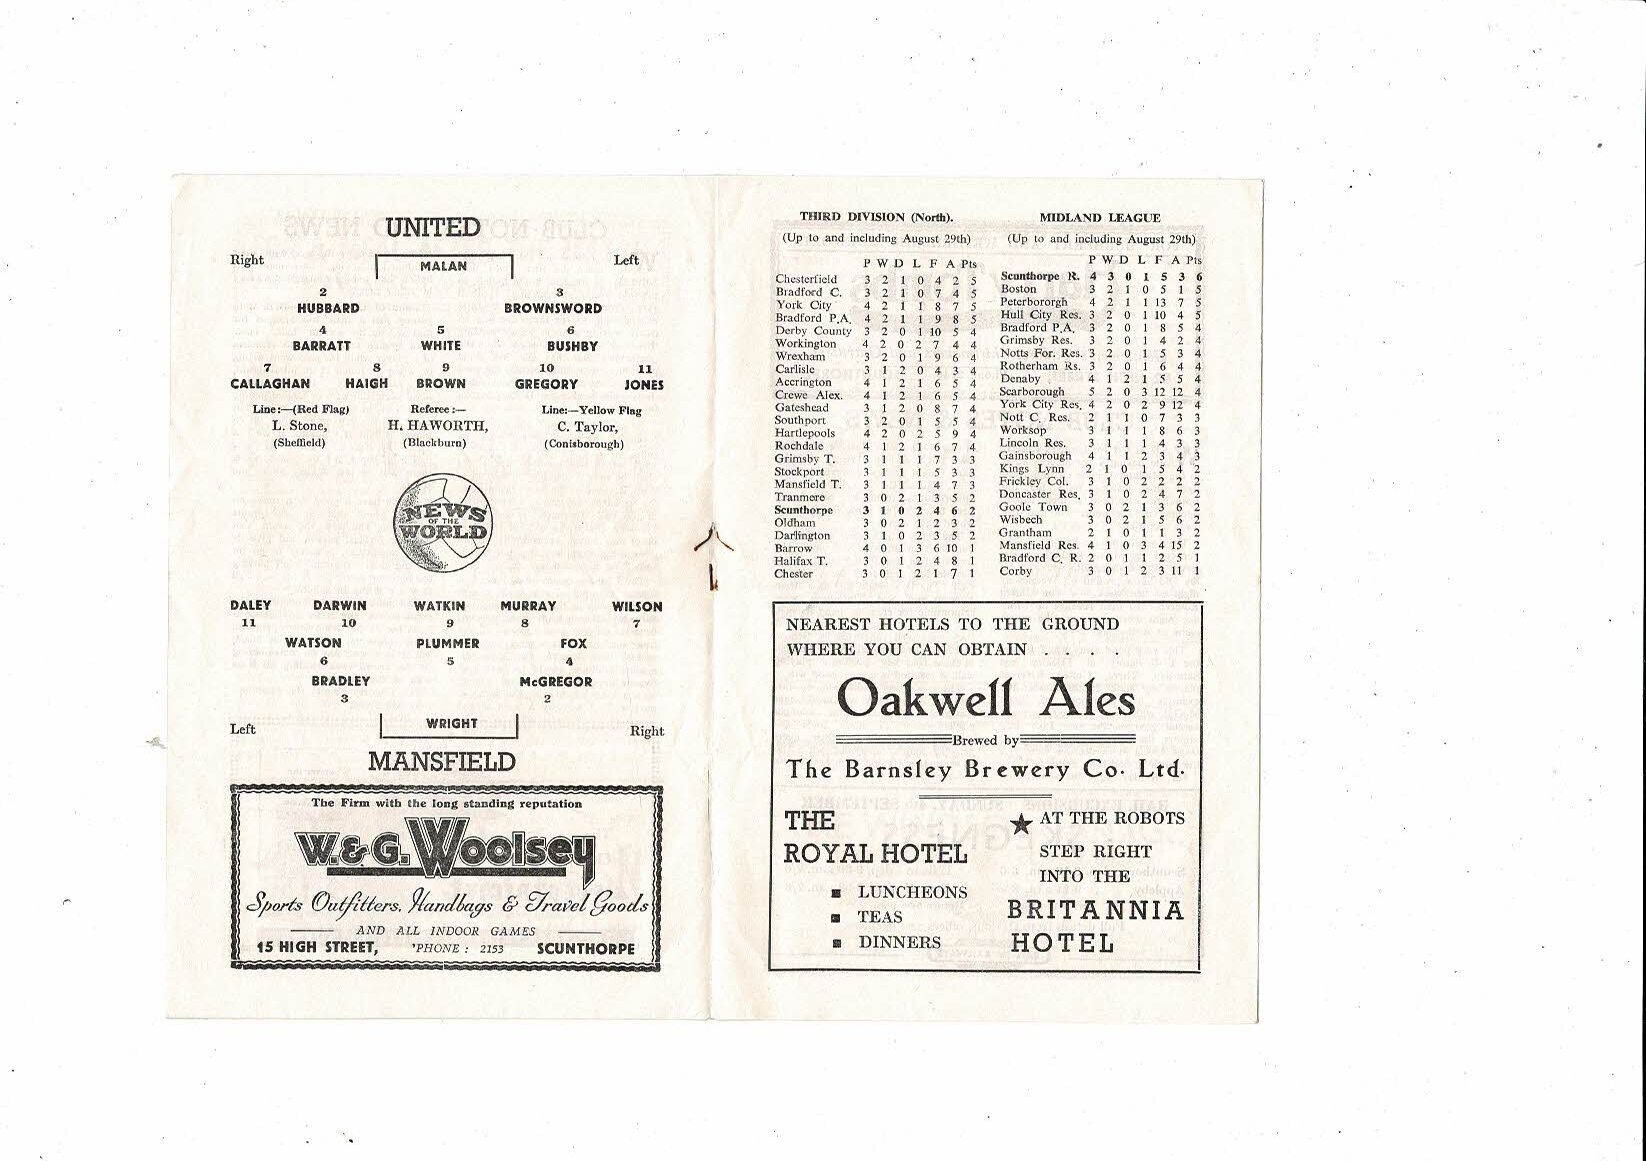 UNITED
Right Left
MALAN
2 3
HUBBARD BROWNSWORD
4 5 6
BARRATT WHITE BUSHBY
7 8 9 10 11
CALLAGHAN HAIGH BROWN GREGORY JONES
Line:—(Red Flag) Referee:— Line:—Yellow Flag
L. Stone, H. HAWORTH, C. Taylor,
(Sheffield) (Blackburn) (Conisborough)
NEWS
OF THE
WORLD
DALEY DARWIN WATKIN MURRAY WILSON
11 10 9 8 7
WATSON PLUMMER FOX
6 5 4
BRADLEY McGREGOR
3 2
WRIGHT
Left Right
MANSFIELD
The Firm with the long standing reputation
W. & G. Woolsey
Sports Outfitters, Handbags & Travel Goods
AND ALL INDOOR GAMES
15 HIGH STREET, 'PHONE : 2153 SCUNTHORPE
THIRD DIVISION (North).
(Up to and including August 29th)
P W D L F A Pts
Chesterfield 3 2 1 0 4 2 5
Bradford C. 3 2 1 0 7 4 5
York City 4 2 1 1 8 7 5
Bradford P.A. 4 2 1 1 9 8 5
Derby County 3 2 0 1 10 5 4
Workington 4 2 0 2 7 4 4
Wrexham 3 2 0 1 9 6 4
Carlisle 3 1 2 0 4 3 4
Accrington 4 1 2 1 6 5 4
Crewe Alex. 4 1 2 1 6 5 4
Gateshead 3 1 2 0 8 7 4
Southport 3 2 0 1 5 5 4
Hartlepools 4 2 0 2 5 9 4
Rochdale 4 1 2 1 6 7 4
Grimsby T. 3 1 1 1 7 3 3
Stockport 3 1 1 1 5 3 3
Mansfield T. 3 1 1 1 4 7 3
Tranmere 3 0 2 1 3 5 2
Scunthorpe 3 1 0 2 4 6 2
Oldham 3 0 2 1 2 3 2
Darlington 3 1 0 2 3 5 2
Barrow 4 0 1 3 6 10 1
Halifax T. 3 0 1 2 4 8 1
Chester 3 0 1 2 1 7 1
MIDLAND LEAGUE
(Up to and including August 29th)
P W D L F A Pts
Scunthorpe R. 4 3 0 1 5 3 6
Boston 3 2 1 0 5 1 5
Peterbororgh 4 2 1 1 13 7 5
Hull City Res. 3 2 0 1 10 4 5
Bradford P.A. 3 2 0 1 8 5 4
Grimsby Res. 3 2 0 1 4 2 4
Notts For. Res. 3 2 0 1 5 3 4
Rotherham Rs. 3 2 0 1 6 4 4
Denaby 4 1 2 1 5 5 4
Scarborough 5 2 0 3 12 12 4
York City Res. 4 2 0 2 9 12 4
Nott C. Res. 2 1 1 0 7 3 3
Worksop 3 1 1 1 8 6 3
Lincoln Res. 3 1 1 1 4 3 3
Gainsborough 4 1 1 2 3 4 3
Kings Lynn 2 1 0 1 5 4 2
Frickley Col. 3 1 0 2 2 2 2
Doncaster Res. 3 1 0 2 4 7 2
Goole Town 3 0 2 1 3 6 2
Wisbech 3 0 2 1 5 6 2
Grantham 2 1 0 1 1 3 2
Mansfield Res. 4 1 0 3 4 15 2
Bradford C. R. 2 0 1 1 2 5 1
Corby 3 0 1 2 3 11 1
NEAREST HOTELS TO THE GROUND
WHERE YOU CAN OBTAIN . . . .
Oakwell Ales
Brewed by
The Barnsley Brewery Co. Ltd.
THE
ROYAL HOTEL
LUNCHEONS
TEAS
DINNERS
★ AT THE ROBOTS
STEP RIGHT
INTO THE
BRITANNIA
HOTEL